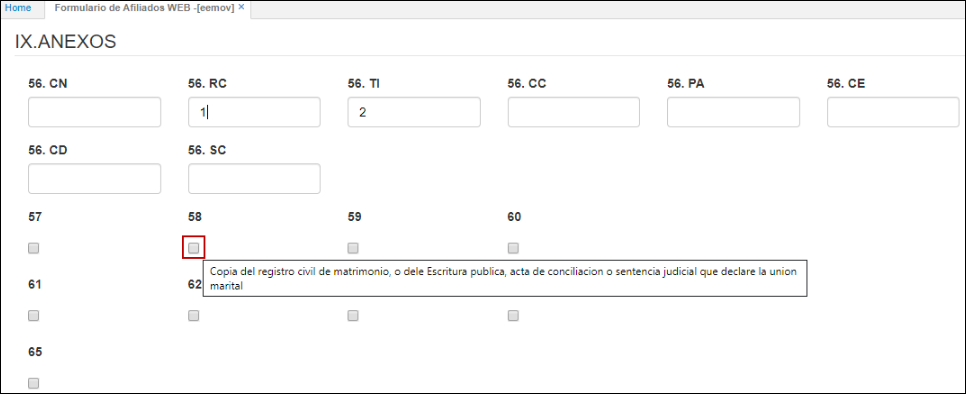 Home Formulario de Afiliados WEB -[eemov] ×
IX.ANEXOS
56. CN 56. RC 56. TI 56. CC 56. PA 56. CE
1 2
56. CD 56. SC
57 58 59 60
Copia del registro civil de matrimonio, o dele Escritura publica, acta de conciliacion o sentencia judicial que declare la union
marital
61 62
65